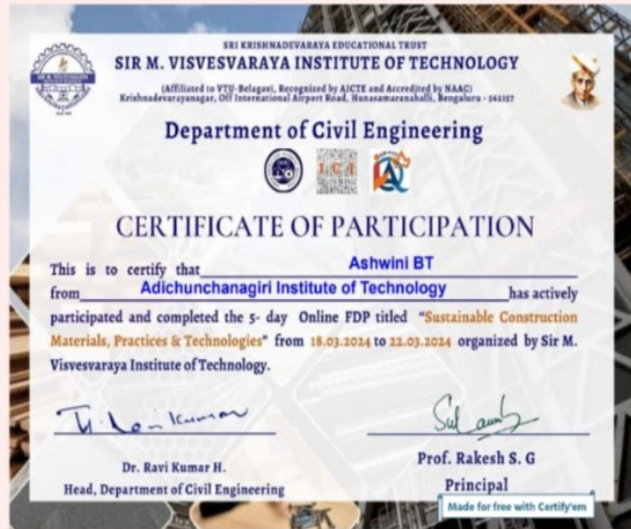 SRI KRISHNADEVARAYA EDUCATIONAL TRUST
SIR M. VISVESVARAYA INSTITUTE OF TECHNOLOGY
(Affiliated to VTU-Belagavi, Recognized by AICTE and Accredited by NAAC)
Krishnadevarayanagar, Off International Airport Road, Hunasamaranahalli, Bengaluru - 562157
Department of Civil Engineering
ICI
CERTIFICATE OF PARTICIPATION
This is to certify that Ashwini BT
from Adichunchanagiri Institute of Technology has actively
participated and completed the 5- day Online FDP titled "Sustainable Construction
Materials, Practices & Technologies" from 18.03.2024 to 22.03.2024 organized by Sir M.
Visvesvaraya Institute of Technology.
Dr. Ravi Kumar H.
Head, Department of Civil Engineering
Prof. Rakesh S. G
Principal
Made for free with Certify'em